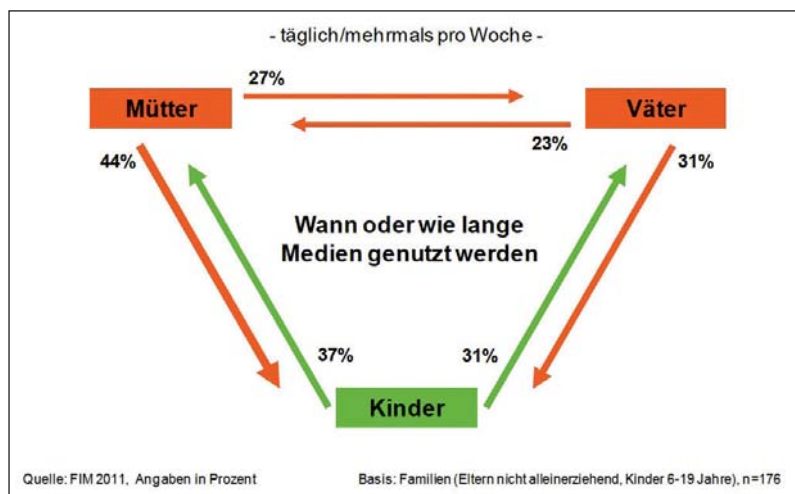 - täglich/mehrmals pro Woche -
27%
Mütter
Väter
23%
44%
31%
Wann oder wie lange
Medien genutzt werden
37%
31%
Kinder
Quelle: FIM 2011, Angaben in Prozent
Basis: Familien (Eltern nicht alleinerziehend, Kinder 6-19 Jahre), n=176